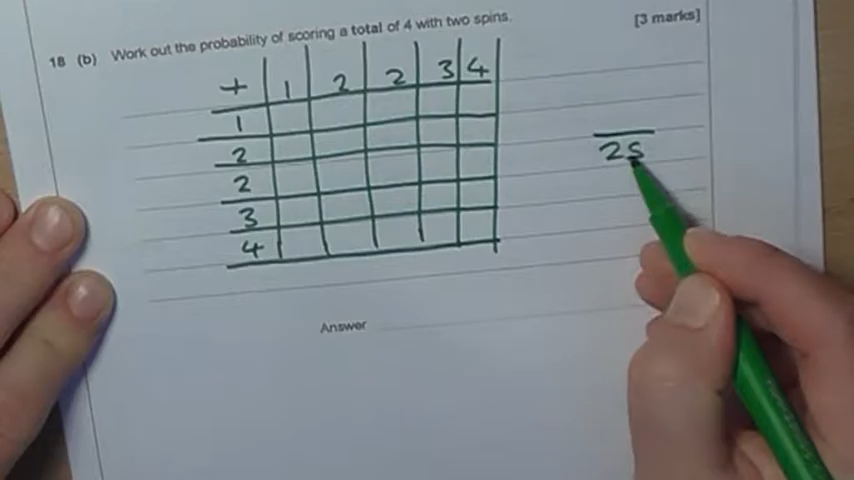 18 (b) Work out the probability of scoring a total of 4 with two spins.
[3 marks]
+ 1 2 2 3 4
1
2
2
3
4
25
Answer